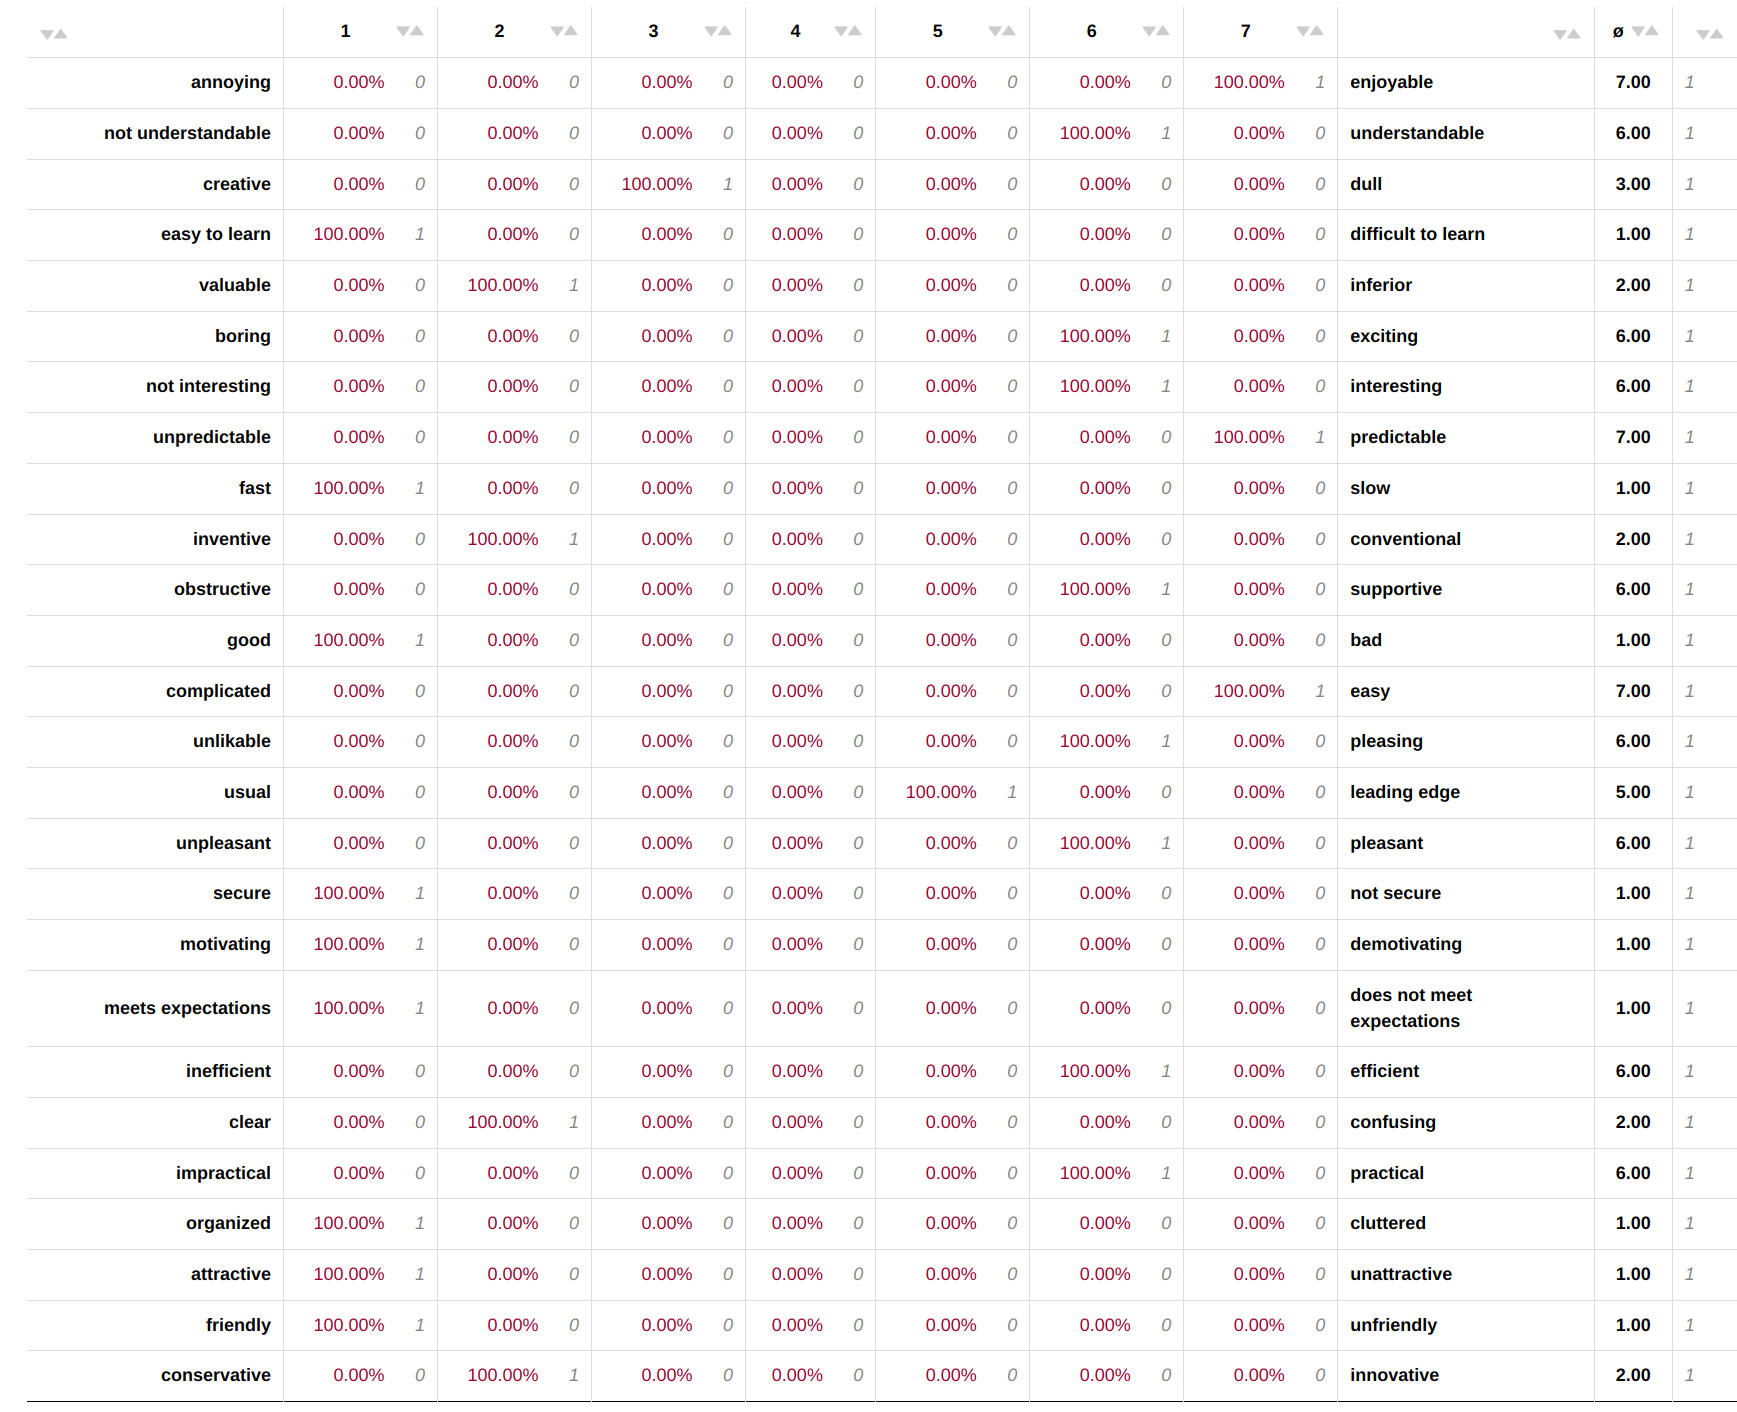 1 2 3 4 5 6 7 ø
annoying 0.00% 0 0.00% 0 0.00% 0 0.00% 0 0.00% 0 0.00% 0 100.00% 1 enjoyable 7.00 1
not understandable 0.00% 0 0.00% 0 0.00% 0 0.00% 0 0.00% 0 100.00% 1 0.00% 0 understandable 6.00 1
creative 0.00% 0 0.00% 0 100.00% 1 0.00% 0 0.00% 0 0.00% 0 0.00% 0 dull 3.00 1
easy to learn 100.00% 1 0.00% 0 0.00% 0 0.00% 0 0.00% 0 0.00% 0 0.00% 0 difficult to learn 1.00 1
valuable 0.00% 0 100.00% 1 0.00% 0 0.00% 0 0.00% 0 0.00% 0 0.00% 0 inferior 2.00 1
boring 0.00% 0 0.00% 0 0.00% 0 0.00% 0 0.00% 0 100.00% 1 0.00% 0 exciting 6.00 1
not interesting 0.00% 0 0.00% 0 0.00% 0 0.00% 0 0.00% 0 100.00% 1 0.00% 0 interesting 6.00 1
unpredictable 0.00% 0 0.00% 0 0.00% 0 0.00% 0 0.00% 0 0.00% 0 100.00% 1 predictable 7.00 1
fast 100.00% 1 0.00% 0 0.00% 0 0.00% 0 0.00% 0 0.00% 0 0.00% 0 slow 1.00 1
inventive 0.00% 0 100.00% 1 0.00% 0 0.00% 0 0.00% 0 0.00% 0 0.00% 0 conventional 2.00 1
obstructive 0.00% 0 0.00% 0 0.00% 0 0.00% 0 0.00% 0 100.00% 1 0.00% 0 supportive 6.00 1
good 100.00% 1 0.00% 0 0.00% 0 0.00% 0 0.00% 0 0.00% 0 0.00% 0 bad 1.00 1
complicated 0.00% 0 0.00% 0 0.00% 0 0.00% 0 0.00% 0 0.00% 0 100.00% 1 easy 7.00 1
unlikable 0.00% 0 0.00% 0 0.00% 0 0.00% 0 0.00% 0 100.00% 1 0.00% 0 pleasing 6.00 1
usual 0.00% 0 0.00% 0 0.00% 0 0.00% 0 100.00% 1 0.00% 0 0.00% 0 leading edge 5.00 1
unpleasant 0.00% 0 0.00% 0 0.00% 0 0.00% 0 0.00% 0 100.00% 1 0.00% 0 pleasant 6.00 1
secure 100.00% 1 0.00% 0 0.00% 0 0.00% 0 0.00% 0 0.00% 0 0.00% 0 not secure 1.00 1
motivating 100.00% 1 0.00% 0 0.00% 0 0.00% 0 0.00% 0 0.00% 0 0.00% 0 demotivating 1.00 1
meets expectations 100.00% 1 0.00% 0 0.00% 0 0.00% 0 0.00% 0 0.00% 0 0.00% 0 does not meet
expectations 1.00 1
inefficient 0.00% 0 0.00% 0 0.00% 0 0.00% 0 0.00% 0 100.00% 1 0.00% 0 efficient 6.00 1
clear 0.00% 0 100.00% 1 0.00% 0 0.00% 0 0.00% 0 0.00% 0 0.00% 0 confusing 2.00 1
impractical 0.00% 0 0.00% 0 0.00% 0 0.00% 0 0.00% 0 100.00% 1 0.00% 0 practical 6.00 1
organized 100.00% 1 0.00% 0 0.00% 0 0.00% 0 0.00% 0 0.00% 0 0.00% 0 cluttered 1.00 1
attractive 100.00% 1 0.00% 0 0.00% 0 0.00% 0 0.00% 0 0.00% 0 0.00% 0 unattractive 1.00 1
friendly 100.00% 1 0.00% 0 0.00% 0 0.00% 0 0.00% 0 0.00% 0 0.00% 0 unfriendly 1.00 1
conservative 0.00% 0 100.00% 1 0.00% 0 0.00% 0 0.00% 0 0.00% 0 0.00% 0 innovative 2.00 1